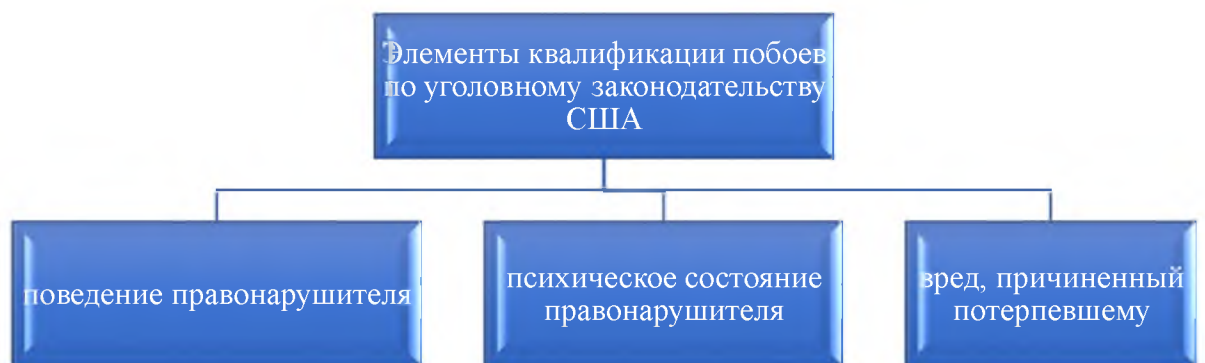 Элементы квалификации побоев
по уголовному законодательству
США
поведение правонарушителя
психическое состояние
правонарушителя
вред, причиненный
потерпевшему